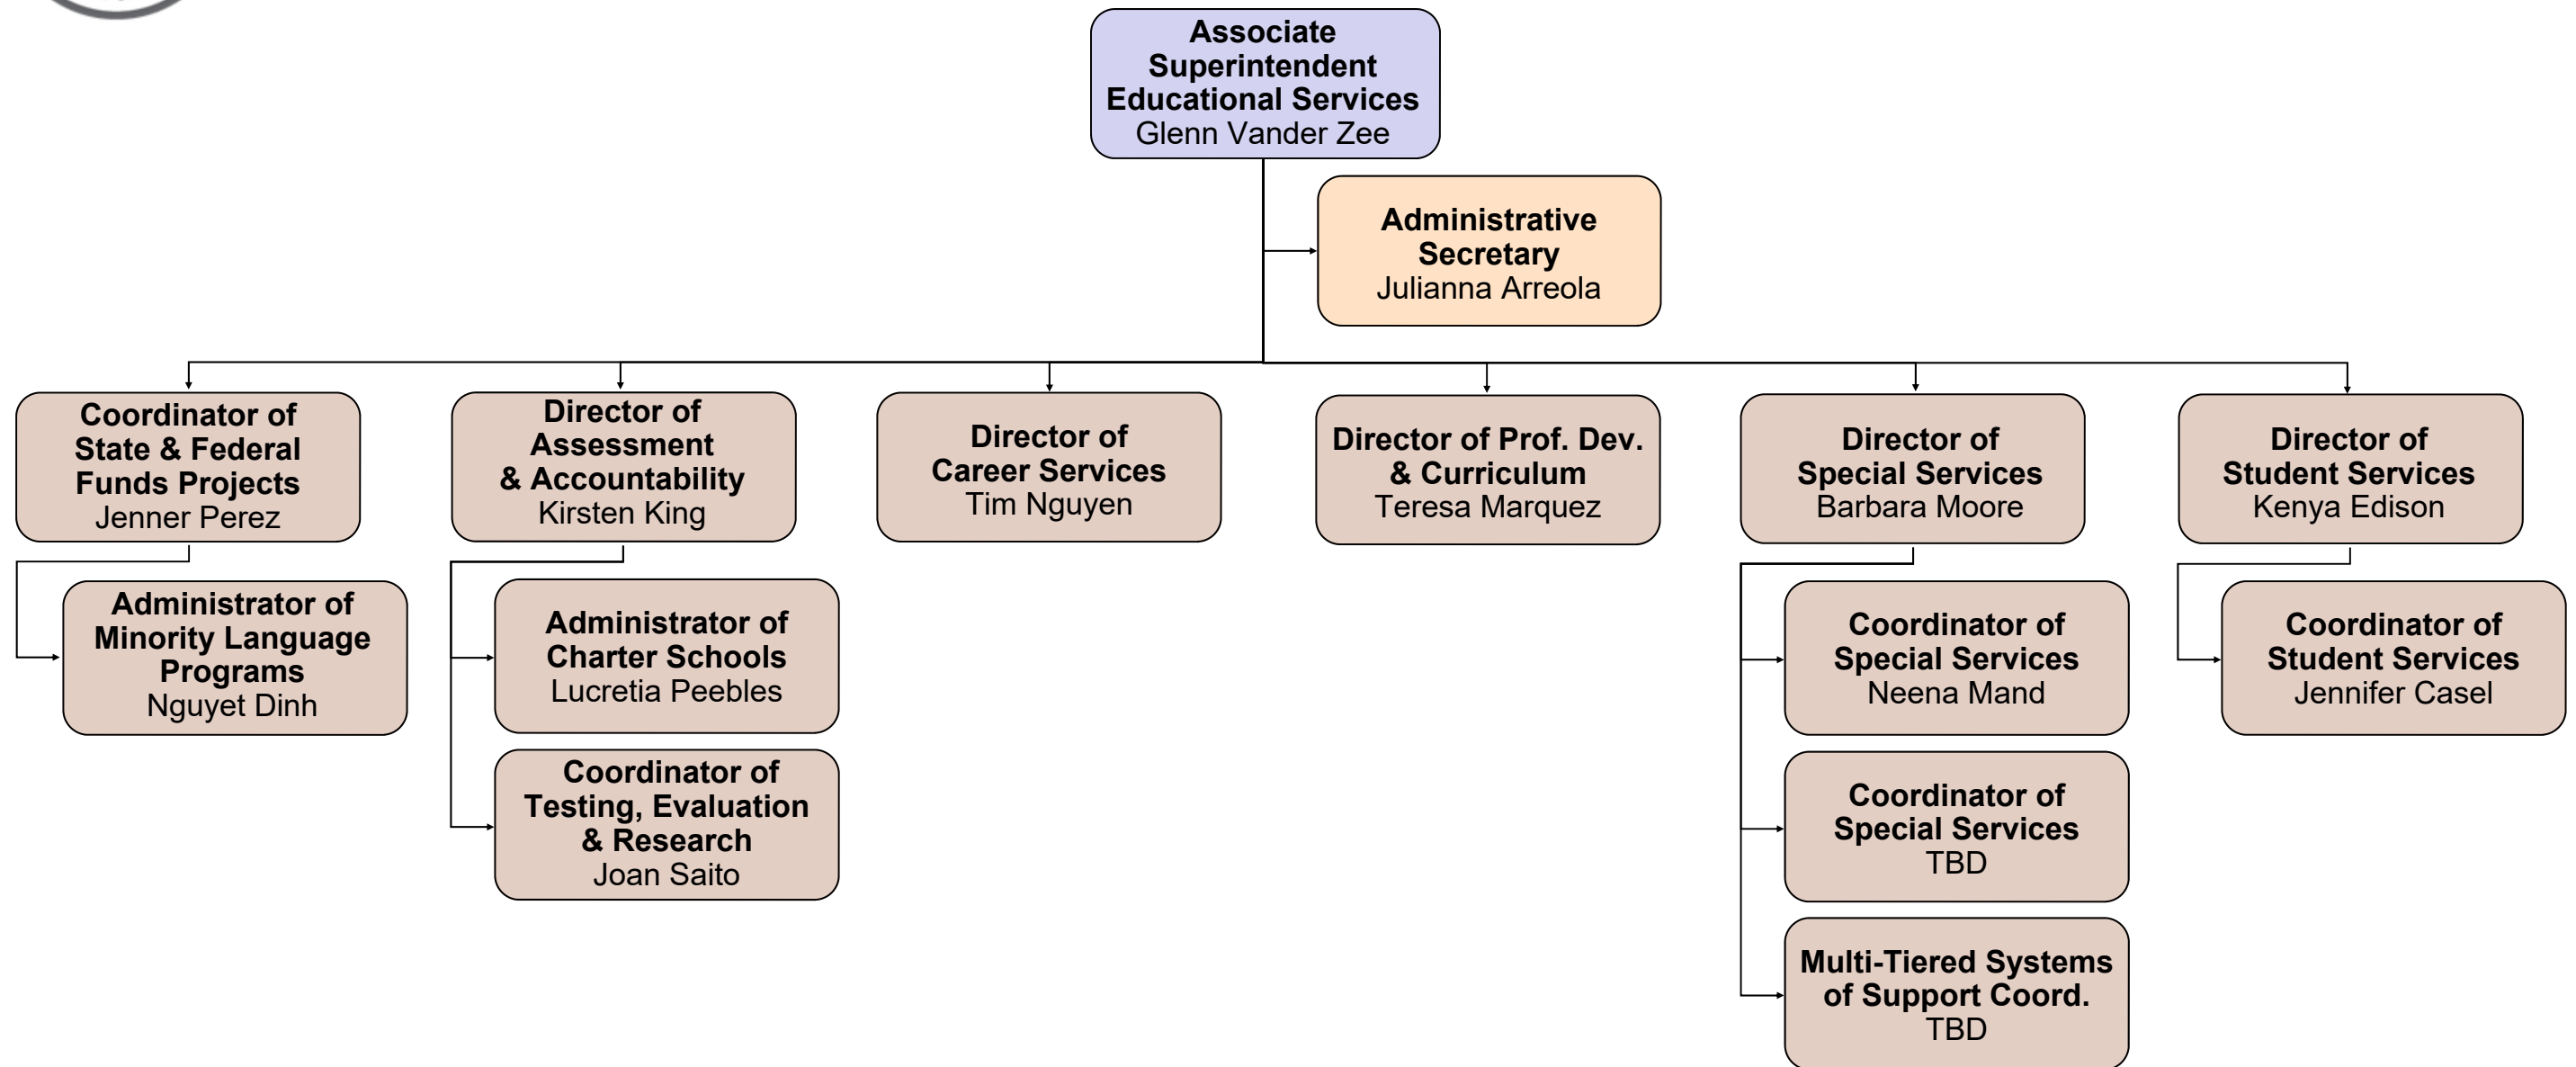 Associate
Superintendent
Educational Services
Glenn Vander Zee
Administrative
Secretary
Julianna Arreola
Coordinator of
State & Federal
Funds Projects
Jenner Perez
Director of
Assessment
& Accountability
Kirsten King
Director of
Career Services
Tim Nguyen
Director of Prof. Dev.
& Curriculum
Teresa Marquez
Director of
Special Services
Barbara Moore
Director of
Student Services
Kenya Edison
Administrator of
Minority Language
Programs
Nguyet Dinh
Administrator of
Charter Schools
Lucretia Peebles
Coordinator of
Testing, Evaluation
& Research
Joan Saito
Coordinator of
Special Services
Neena Mand
Coordinator of
Special Services
TBD
Multi-Tiered Systems
of Support Coord.
TBD
Coordinator of
Student Services
Jennifer Casel